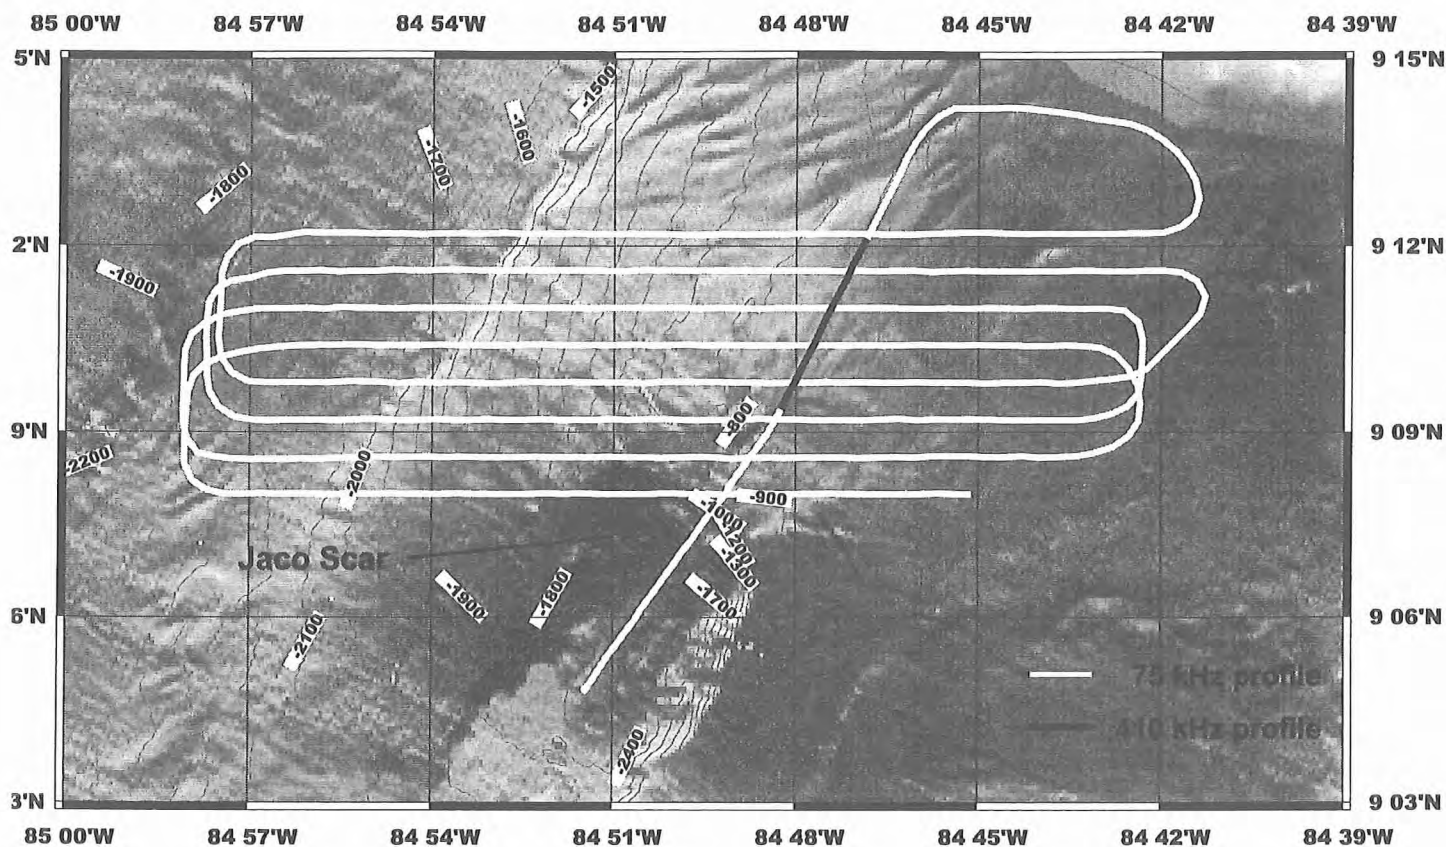 85 00'W 84 57'W 84 54'W 84 51'W 84 48'W 84 45'W 84 42'W 84 39'W
5'N 9 15'N
-1500
-1600
-1700
-1800
2'N 9 12'N
-1900
-800
9'N 9 09'N
-2200
-2000
-900
-1000
-1200
-1300
Jaco Scar
-1900
-1800
-1700
6'N 9 06'N
-2100
75 kHz profile
410 kHz profile
-2400
3'N 9 03'N
85 00'W 84 57'W 84 54'W 84 51'W 84 48'W 84 45'W 84 42'W 84 39'W